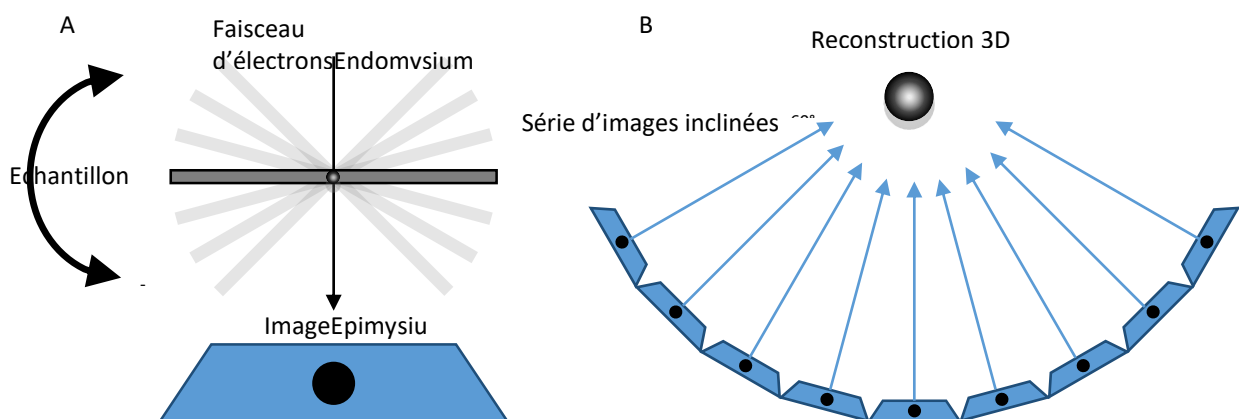 A
Faisceau
d’électronsEndomysium
Echantillon
-
ImageEpimysiu
B
Reconstruction 3D
Série d’images inclinées